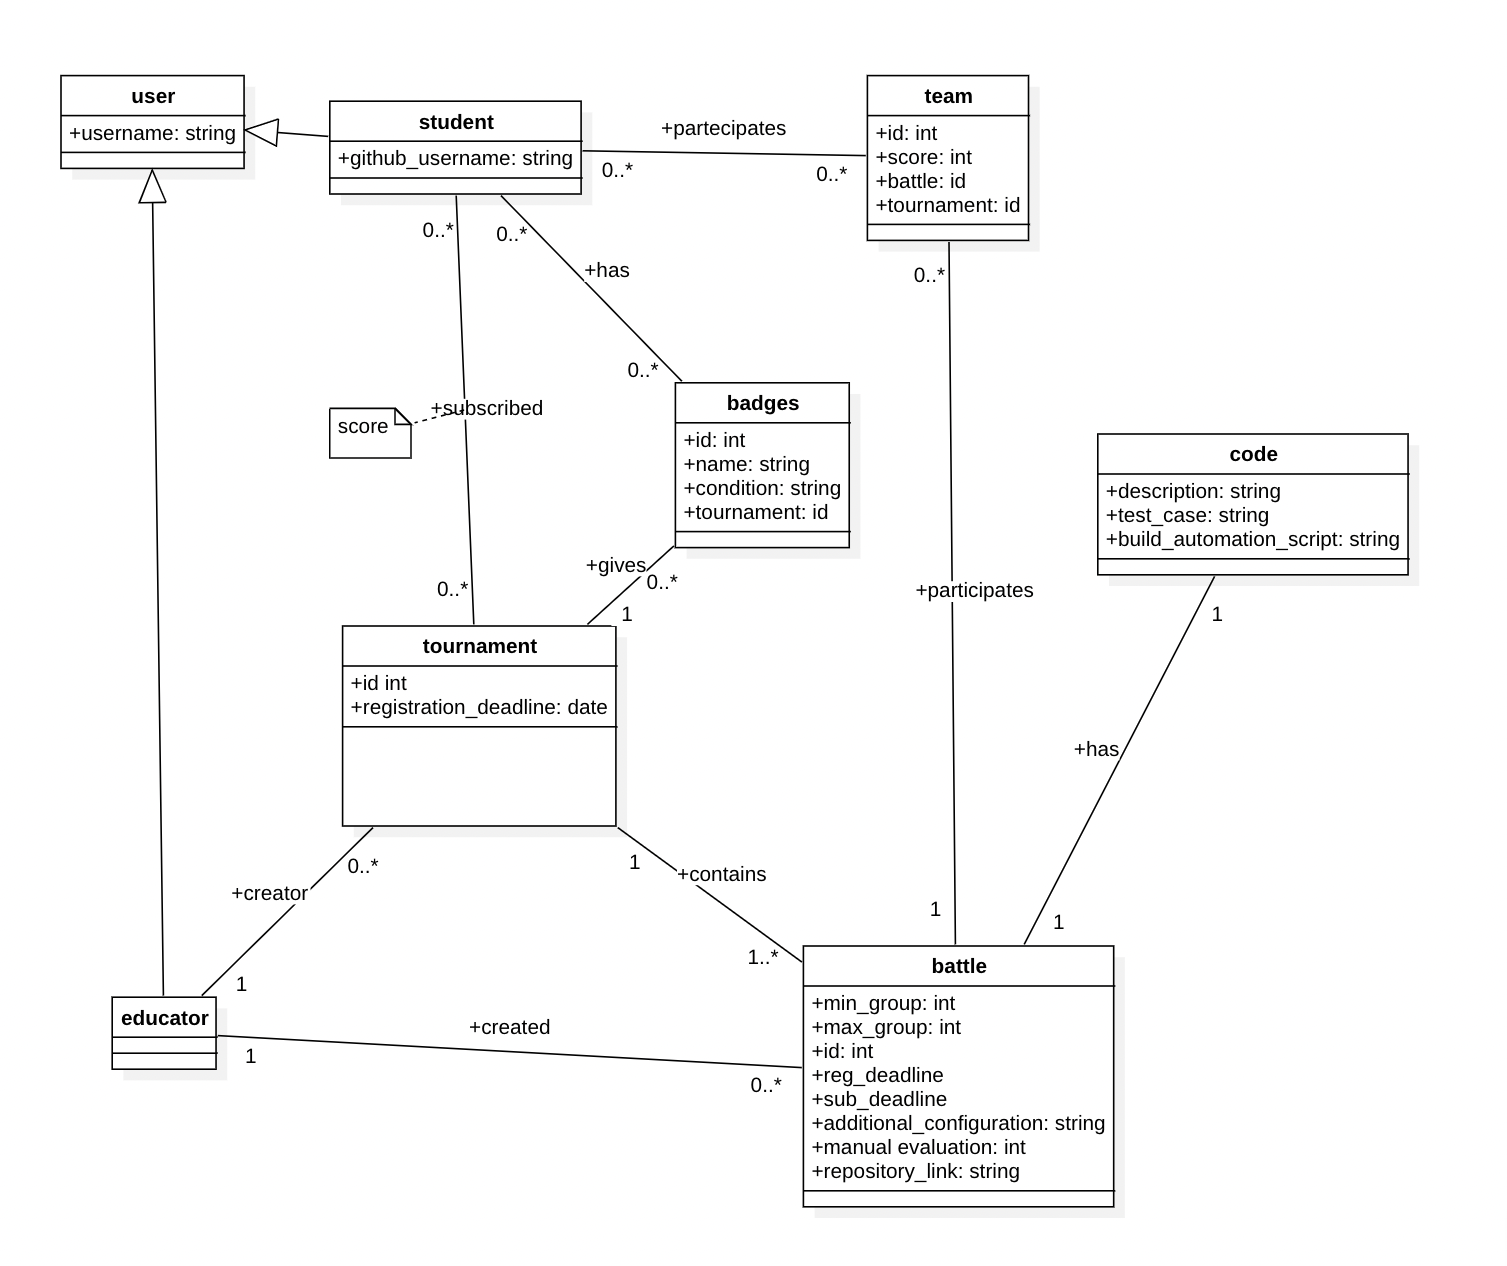 user
+username: string
student
+github_username: string
+partecipates
0..*
0..*
team
+id: int
+score: int
+battle: id
+tournament: id
0..*
0..*
+has
0..*
0..*
badges
+id: int
+name: string
+condition: string
+tournament: id
score
+subscribed
0..*
+gives
0..*
1
code
+description: string
+test_case: string
+build_automation_script: string
1
+participates
tournament
+id int
+registration_deadline: date
+has
0..*
+creator
1
1
+contains
1..*
1
1
educator
1
+created
0..*
battle
+min_group: int
+max_group: int
+id: int
+reg_deadline
+sub_deadline
+additional_configuration: string
+manual evaluation: int
+repository_link: string